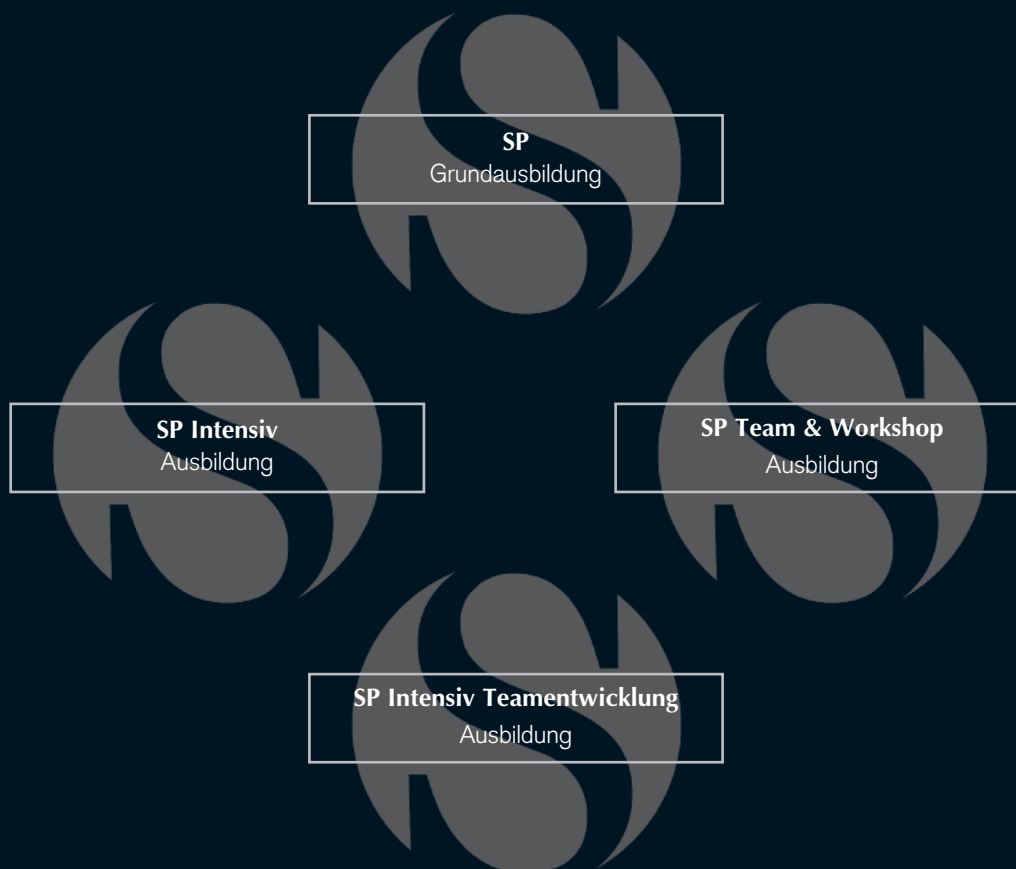 SP
Grundausbildung
SP Intensiv
Ausbildung
SP Team & Workshop
Ausbildung
SP Intensiv Teamentwicklung
Ausbildung